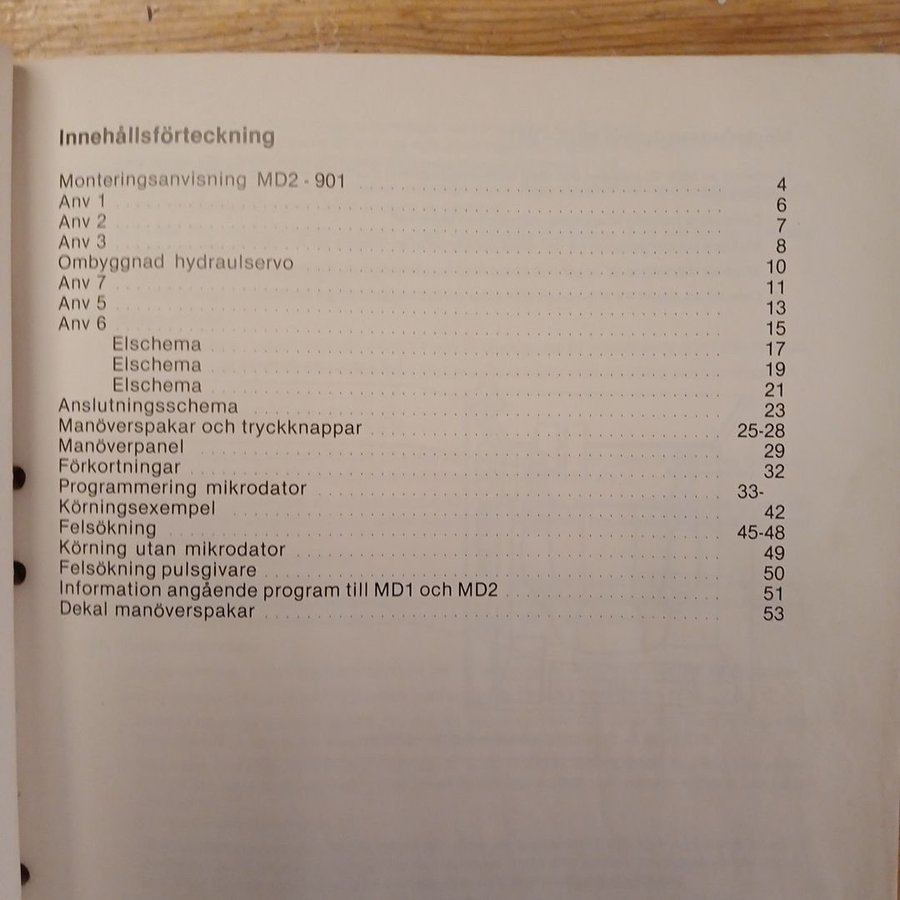 Innehållsförteckning
Monteringsanvisning MD2 - 901 4
Anv 1 6
Anv 2 7
Anv 3 8
Ombyggnad hydraulservo 10
Anv 7 11
Anv 5 13
Anv 6 15
Elschema 17
Elschema 19
Elschema 21
Anslutningsschema 23
Manöverspakar och tryckknappar 25-28
Manöverpanel 29
Förkortningar 32
Programmering mikrodator 33-
Körningsexempel 42
Felsökning 45-48
Körning utan mikrodator 49
Felsökning pulsgivare 50
Information angående program till MD1 och MD2 51
Dekal manöverspakar 53